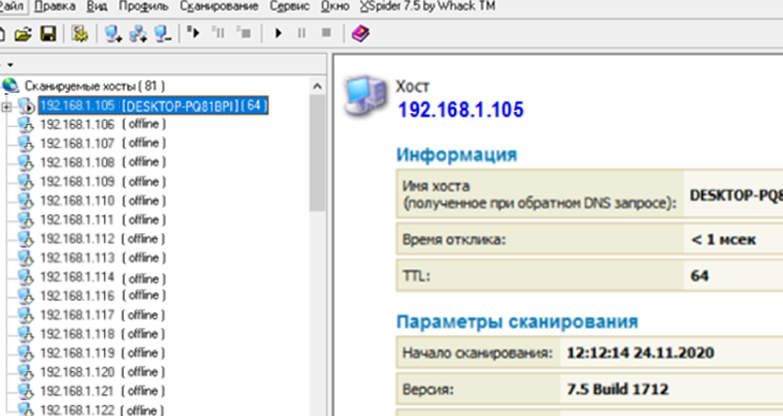 айл Правка Вид Профиль Сканирование Сервис Окно XSpider 7.5 by Whack TM
Сканируемые хосты ( 81 )
192.168.1.105 [DESKTOP-PQ81BPI] ( 64 )
192.168.1.106 ( offline )
192.168.1.107 ( offline )
192.168.1.108 ( offline )
192.168.1.109 ( offline )
192.168.1.110 ( offline )
192.168.1.111 ( offline )
192.168.1.112 ( offline )
192.168.1.113 ( offline )
192.168.1.114 ( offline )
192.168.1.116 ( offline )
192.168.1.117 ( offline )
192.168.1.118 ( offline )
192.168.1.119 ( offline )
192.168.1.120 ( offline )
192.168.1.121 ( offline )
192.168.1.122 ( offline )
Хост
192.168.1.105
Информация
Имя хоста
(полученное при обратном DNS запросе): DESKTOP-PQ8
Время отклика: < 1 мсек
TTL: 64
Параметры сканирования
Начало сканирования: 12:12:14 24.11.2020
Версия: 7.5 Build 1712